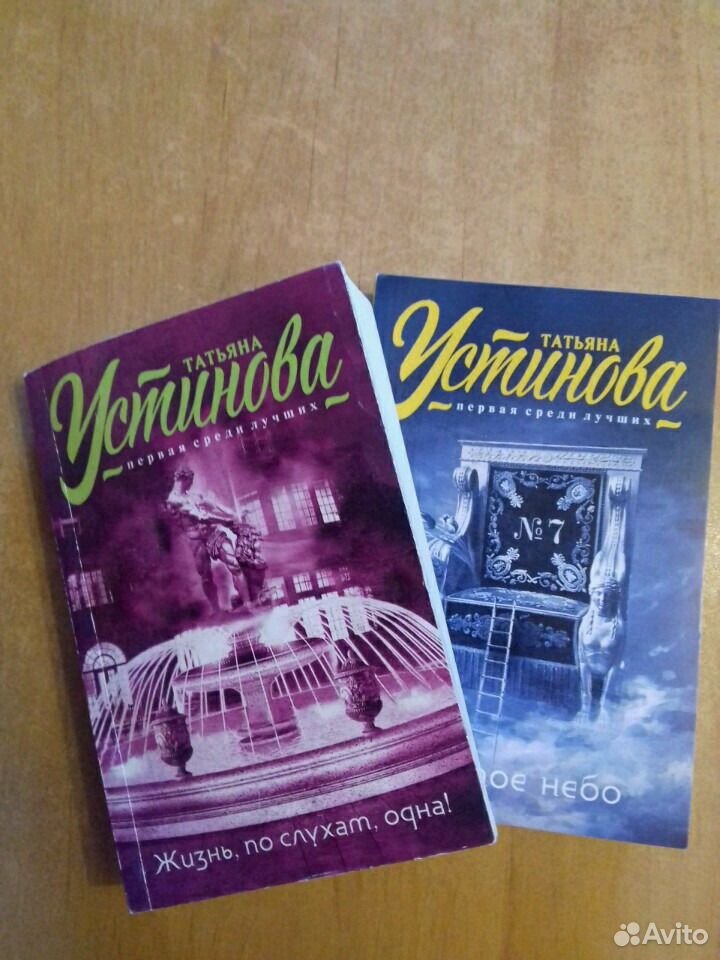 ТАТЬЯНА
Устинова
первая среди лучших
Жизнь, по слухам, одна!
ТАТЬЯНА
Устинова
первая среди лучших
№ 7
небо
Avito